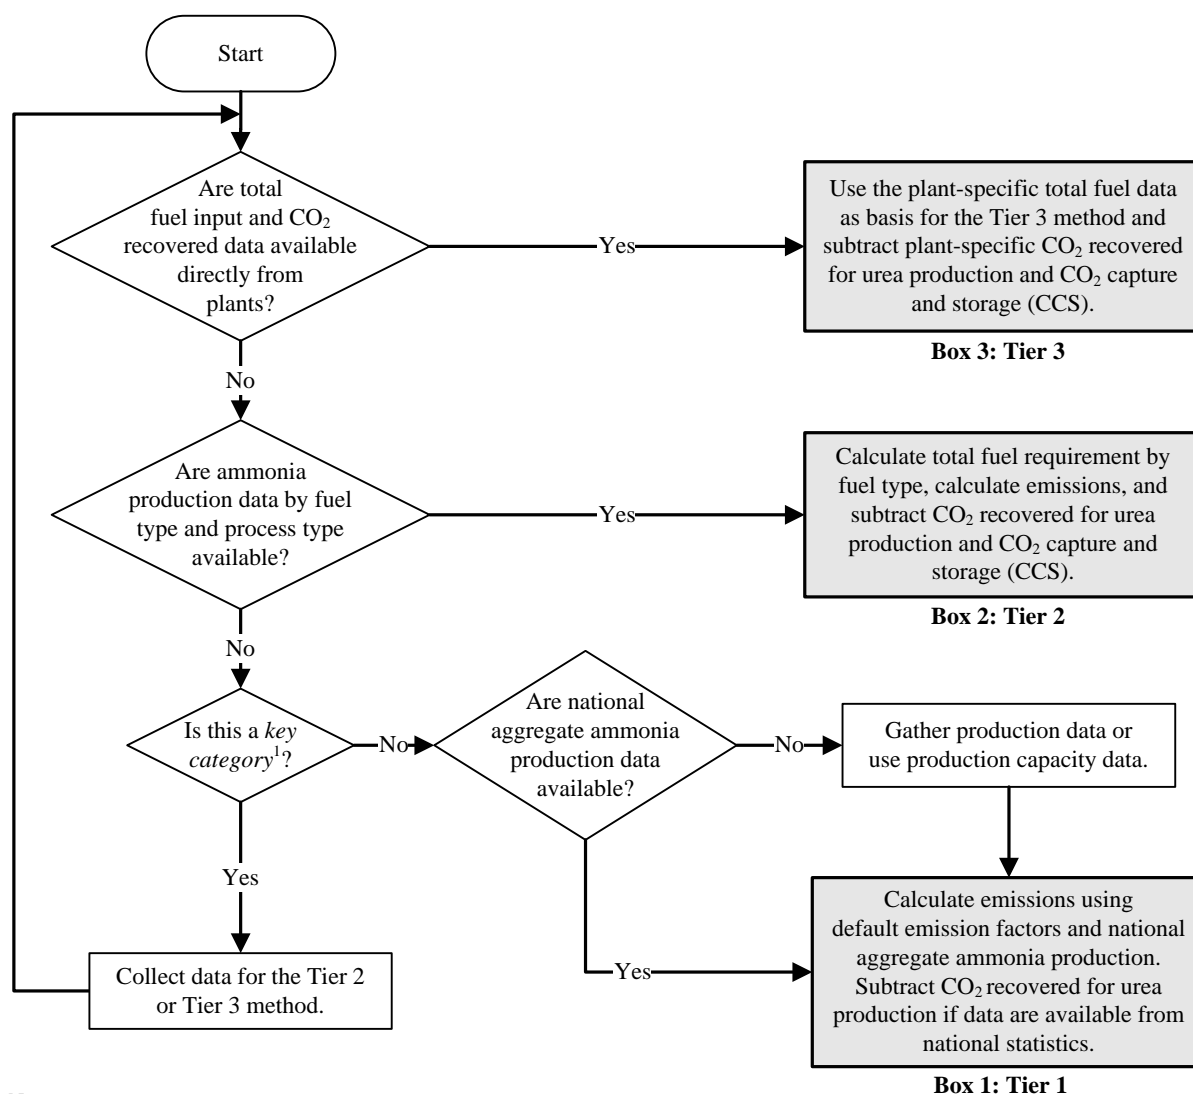 Start
Are total
fuel input and CO₂
recovered data available
directly from
plants?
Yes
Use the plant-specific total fuel data
as basis for the Tier 3 method and
subtract plant-specific CO₂ recovered
for urea production and CO₂ capture
and storage (CCS).
Box 3: Tier 3
No
Are ammonia
production data by fuel
type and process type
available?
Yes
Calculate total fuel requirement by
fuel type, calculate emissions, and
subtract CO₂ recovered for urea
production and CO₂ capture and
storage (CCS).
Box 2: Tier 2
No
Is this a key
category¹?
No
Are national
aggregate ammonia
production data
available?
No
Gather production data or
use production capacity data.
Yes
Collect data for the Tier 2
or Tier 3 method.
Yes
Calculate emissions using
default emission factors and national
aggregate ammonia production.
Subtract CO₂ recovered for urea
production if data are available from
national statistics.
Box 1: Tier 1